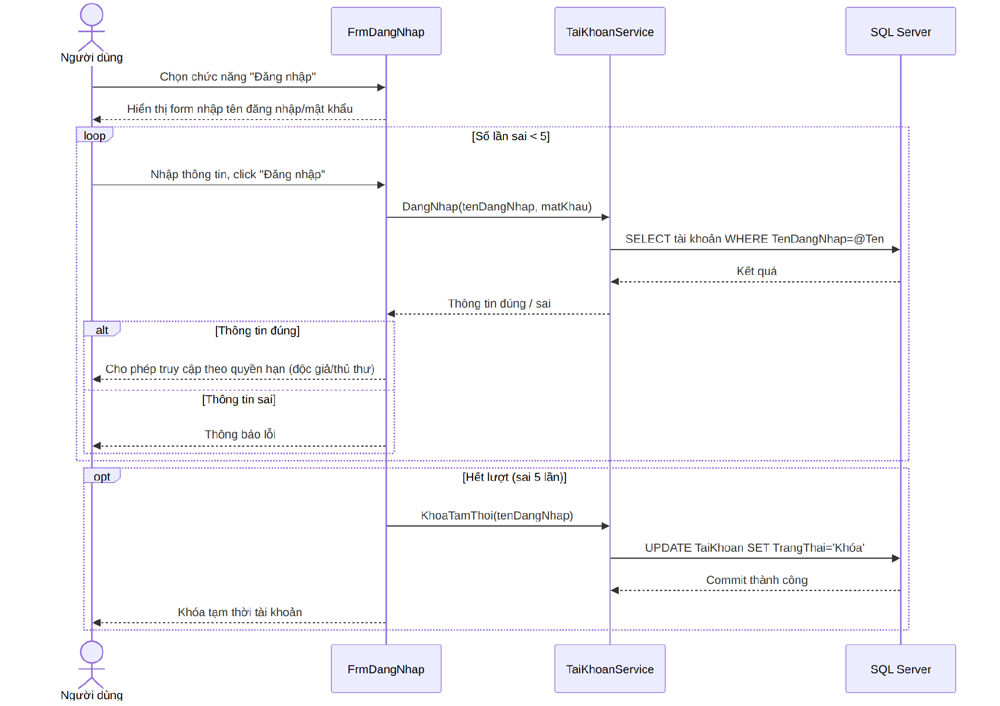 Người dùng
FrmDangNhap
TaiKhoanService
SQL Server
Chọn chức năng "Đăng nhập"
Hiển thị form nhập tên đăng nhập/mật khẩu
loop
[Số lần sai < 5]
Nhập thông tin, click "Đăng nhập"
DangNhap(tenDangNhap, matKhau)
SELECT tài khoản WHERE TenDangNhap=@Ten
Kết quả
Thông tin đúng / sai
alt
[Thông tin đúng]
Cho phép truy cập theo quyền hạn (độc giả/thủ thư)
[Thông tin sai]
Thông báo lỗi
opt
[Hết lượt (sai 5 lần)]
KhoaTamThoi(tenDangNhap)
UPDATE TaiKhoan SET TrangThai='Khóa'
Commit thành công
Khóa tạm thời tài khoản
FrmDangNhap
TaiKhoanService
SQL Server
Người dùng